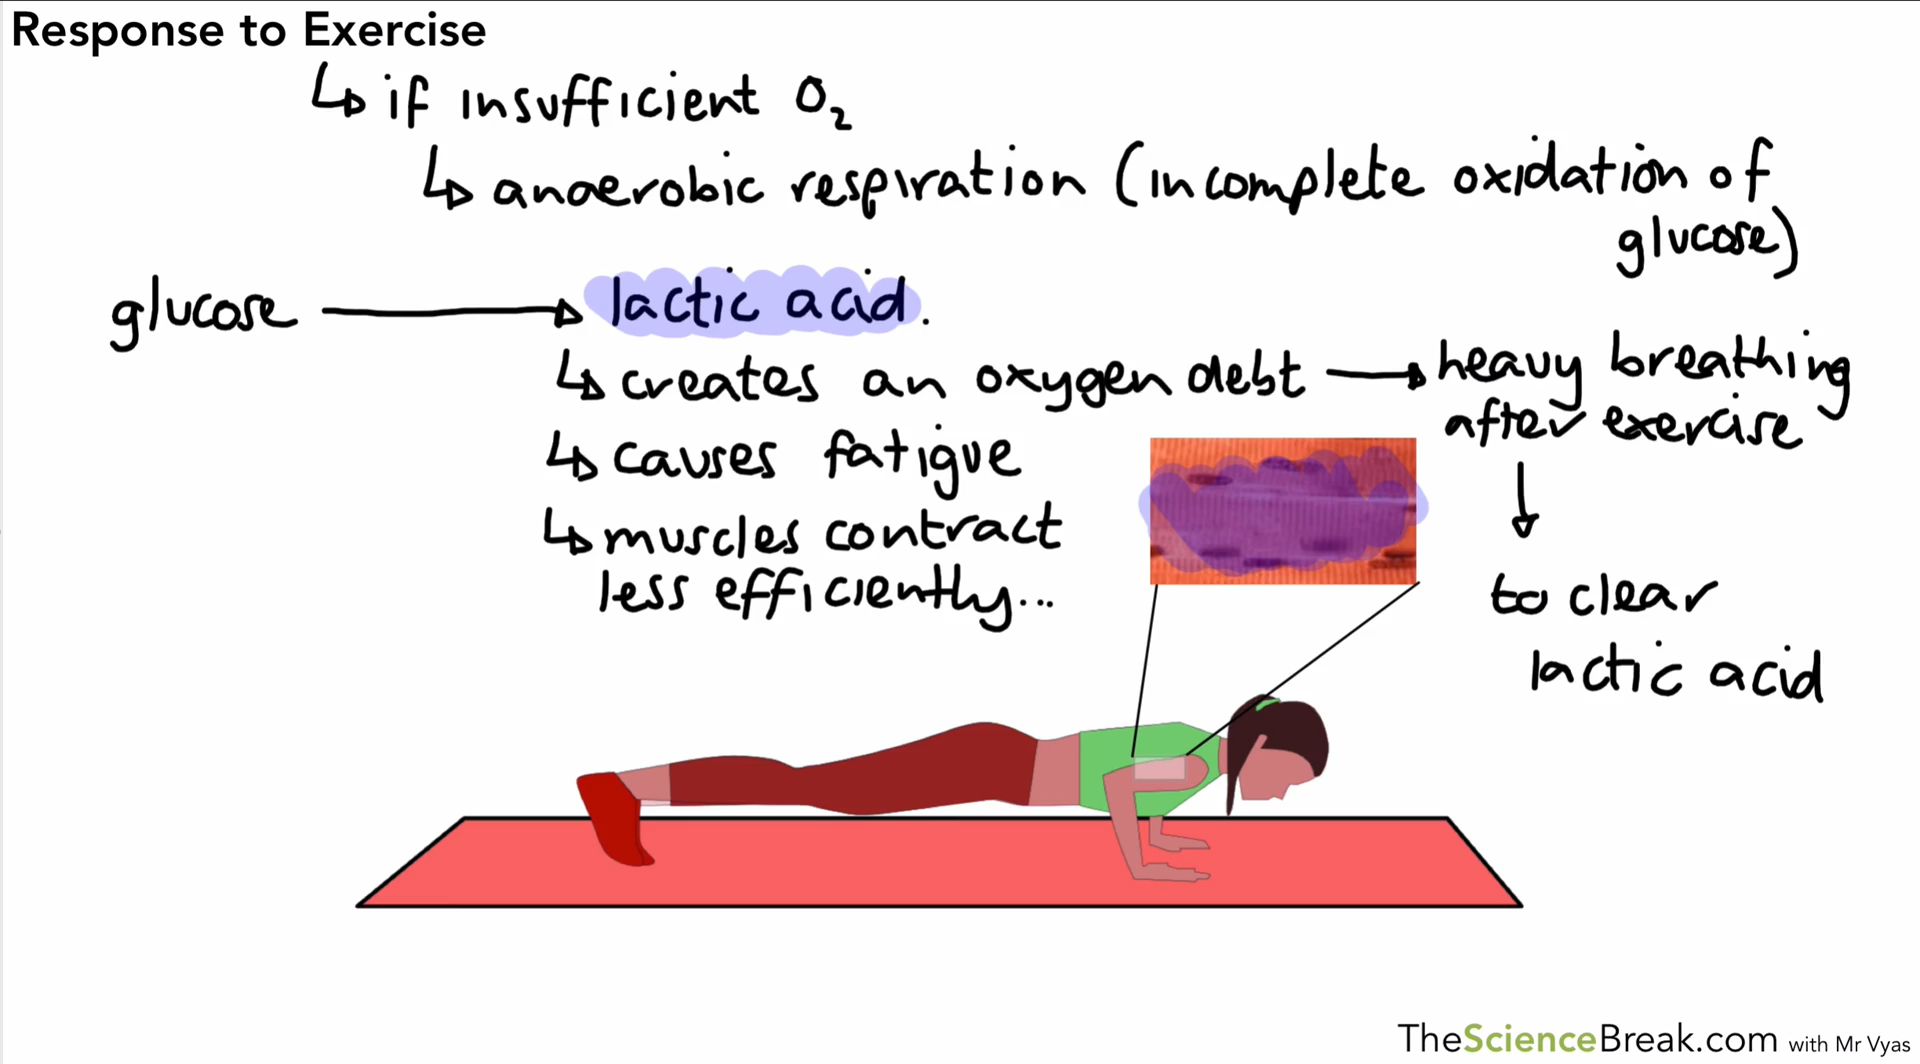 Response to Exercise
↳ if insufficient O₂
↳ anaerobic respiration (incomplete oxidation of
glucose)
glucose → lactic acid.
↳ creates an oxygen debt → heavy breathing
after exercise
↳ causes fatigue
↳ muscles contract
less efficiently...
↓
to clear
lactic acid
TheScienceBreak.com with Mr Vyas